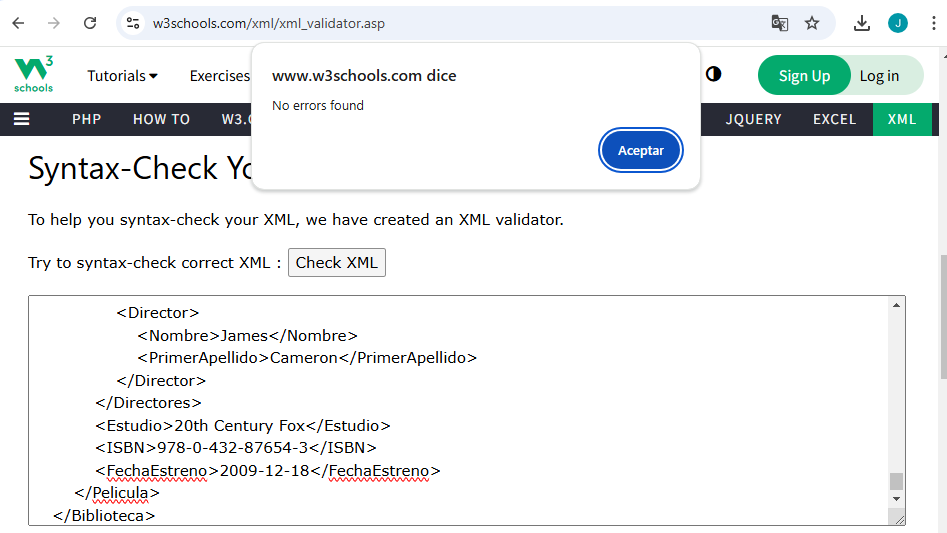 w3schools.com/xml/xml_validator.asp
J
W3
schools
Tutorials
Exercises
Sign Up
Log in
www.w3schools.com dice
No errors found
Aceptar
PHP
HOW TO
JQUERY
EXCEL
XML
Syntax-Check
To help you syntax-check your XML, we have created an XML validator.
Try to syntax-check correct XML :
Check XML
<Director>
<Nombre>James</Nombre>
<PrimerApellido>Cameron</PrimerApellido>
</Director>
</Directores>
<Estudio>20th Century Fox</Estudio>
<ISBN>978-0-432-87654-3</ISBN>
<FechaEstreno>2009-12-18</FechaEstreno>
</Pelicula>
</Biblioteca>